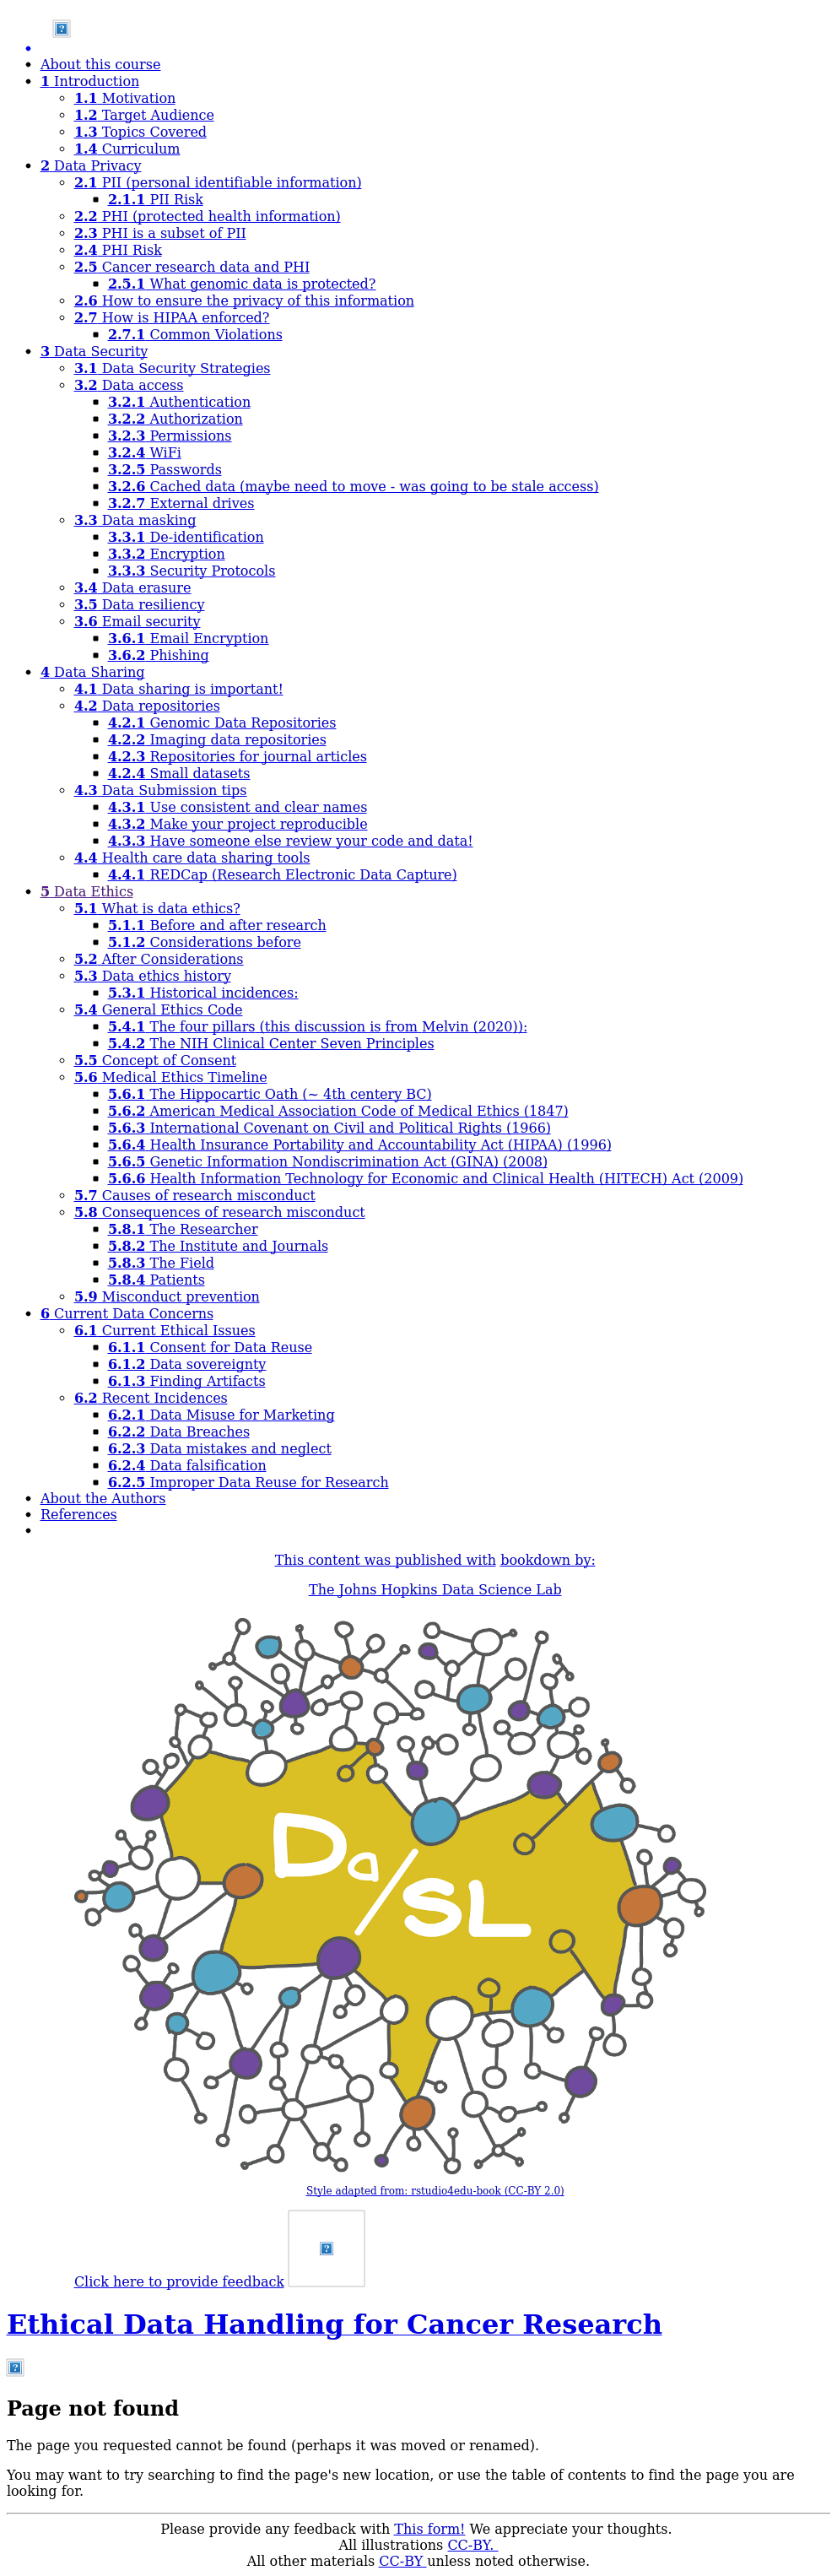 About this course
1 Introduction
1.1 Motivation
1.2 Target Audience
1.3 Topics Covered
1.4 Curriculum
2 Data Privacy
2.1 PII (personal identifiable information)
2.1.1 PII Risk
2.2 PHI (protected health information)
2.3 PHI is a subset of PII
2.4 PHI Risk
2.5 Cancer research data and PHI
2.5.1 What genomic data is protected?
2.6 How to ensure the privacy of this information
2.7 How is HIPAA enforced?
2.7.1 Common Violations
3 Data Security
3.1 Data Security Strategies
3.2 Data access
3.2.1 Authentication
3.2.2 Authorization
3.2.3 Permissions
3.2.4 WiFi
3.2.5 Passwords
3.2.6 Cached data (maybe need to move - was going to be stale access)
3.2.7 External drives
3.3 Data masking
3.3.1 De-identification
3.3.2 Encryption
3.3.3 Security Protocols
3.4 Data erasure
3.5 Data resiliency
3.6 Email security
3.6.1 Email Encryption
3.6.2 Phishing
4 Data Sharing
4.1 Data sharing is important!
4.2 Data repositories
4.2.1 Genomic Data Repositories
4.2.2 Imaging data repositories
4.2.3 Repositories for journal articles
4.2.4 Small datasets
4.3 Data Submission tips
4.3.1 Use consistent and clear names
4.3.2 Make your project reproducible
4.3.3 Have someone else review your code and data!
4.4 Health care data sharing tools
4.4.1 REDCap (Research Electronic Data Capture)
5 Data Ethics
5.1 What is data ethics?
5.1.1 Before and after research
5.1.2 Considerations before
5.2 After Considerations
5.3 Data ethics history
5.3.1 Historical incidences:
5.4 General Ethics Code
5.4.1 The four pillars (this discussion is from Melvin (2020)):
5.4.2 The NIH Clinical Center Seven Principles
5.5 Concept of Consent
5.6 Medical Ethics Timeline
5.6.1 The Hippocartic Oath (~ 4th centery BC)
5.6.2 American Medical Association Code of Medical Ethics (1847)
5.6.3 International Covenant on Civil and Political Rights (1966)
5.6.4 Health Insurance Portability and Accountability Act (HIPAA) (1996)
5.6.5 Genetic Information Nondiscrimination Act (GINA) (2008)
5.6.6 Health Information Technology for Economic and Clinical Health (HITECH) Act (2009)
5.7 Causes of research misconduct
5.8 Consequences of research misconduct
5.8.1 The Researcher
5.8.2 The Institute and Journals
5.8.3 The Field
5.8.4 Patients
5.9 Misconduct prevention
6 Current Data Concerns
6.1 Current Ethical Issues
6.1.1 Consent for Data Reuse
6.1.2 Data sovereignty
6.1.3 Finding Artifacts
6.2 Recent Incidences
6.2.1 Data Misuse for Marketing
6.2.2 Data Breaches
6.2.3 Data mistakes and neglect
6.2.4 Data falsification
6.2.5 Improper Data Reuse for Research
About the Authors
References
This content was published with bookdown by:
The Johns Hopkins Data Science Lab
Da/SL
Style adapted from: rstudio4edu-book (CC-BY 2.0)
Click here to provide feedback
Ethical Data Handling for Cancer Research
Page not found
The page you requested cannot be found (perhaps it was moved or renamed).
You may want to try searching to find the page's new location, or use the table of contents to find the page you are
looking for.
Please provide any feedback with This form! We appreciate your thoughts.
All illustrations CC-BY.
All other materials CC-BY unless noted otherwise.